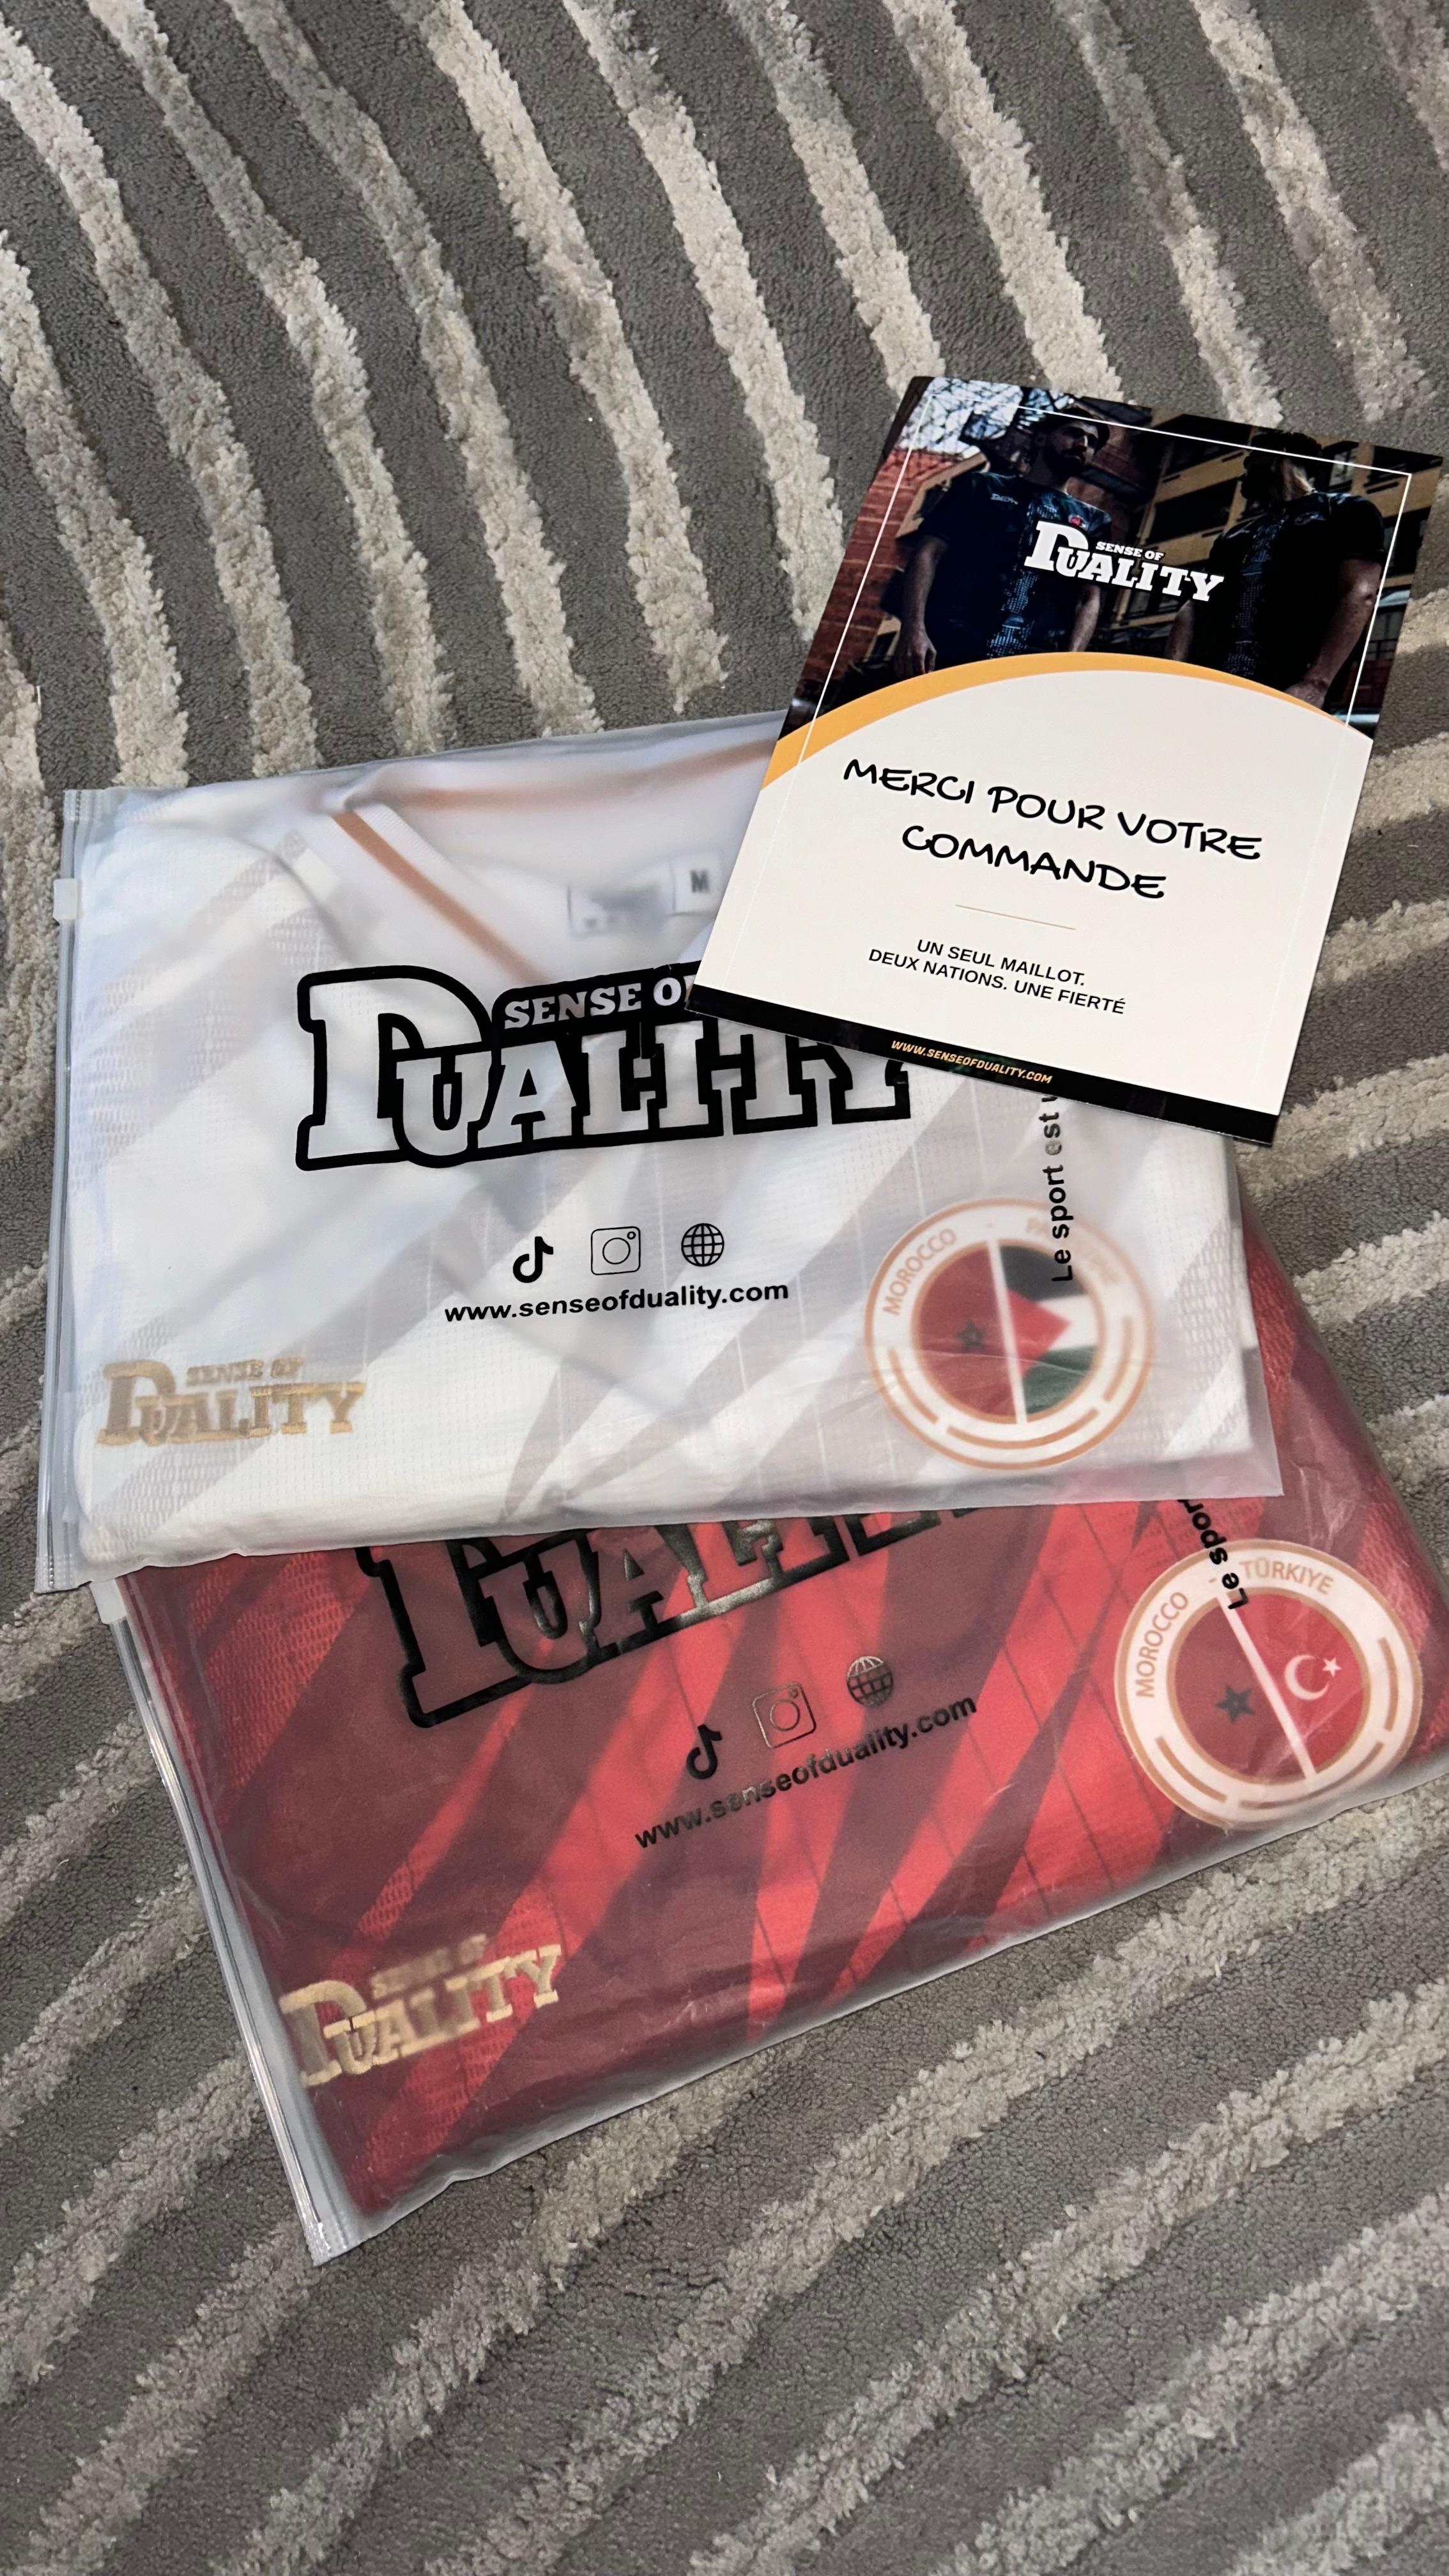 SENSE OF
DUALITY
MERCI POUR VOTRE
COMMANDE
UN SEUL MAILLOT.
DEUX NATIONS. UNE FIERTÉ
WWW.SENSEOFDUALITY.COM
M
SENSE
DUALITY
www.senseofduality.com
Le sport est
MOROCCO
SENSE OF
DUALITY
DUALITY
www.senseofduality.com
Le
MOROCCO - TÜRKIYE
SENSE OF
DUALITY